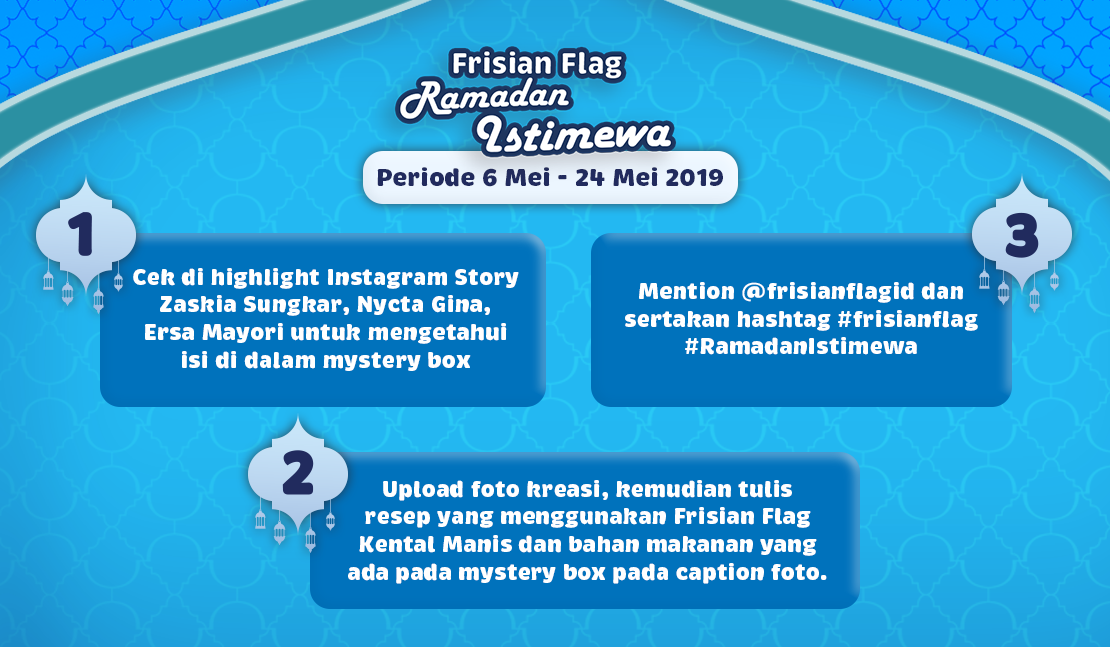 Frisian Flag
Ramadan
Istimewa
Periode 6 Mei - 24 Mei 2019
1
Cek di highlight Instagram Story
Zaskia Sungkar, Nycta Gina,
Ersa Mayori untuk mengetahui
isi di dalam mystery box
2
Upload foto kreasi, kemudian tulis
resep yang menggunakan Frisian Flag
Kental Manis dan bahan makanan yang
ada pada mystery box pada caption foto.
3
Mention @frisianflagid dan
sertakan hashtag #frisianflag
#RamadanIstimewa